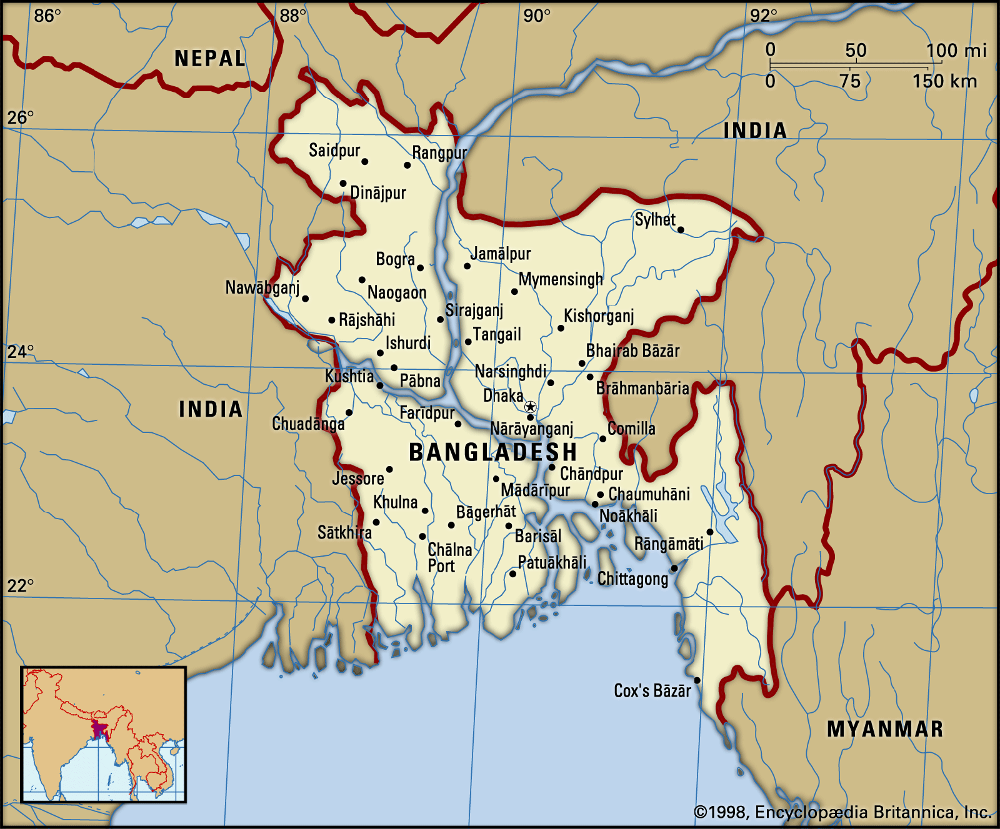 86°
88°
90°
92°
NEPAL
0 50 100 mi
0 75 150 km
26°
INDIA
Saidpur
Rangpur
Dinājpur
Sylhet
Bogra
Jamālpur
Mymensingh
Nawābganj
Naogaon
Sirajganj
Kishorganj
Rājshāhi
Tangail
Ishurdi
24°
Bhairab Bāzār
Narsinghdi
Kushtia
Pābna
Brāhmanbāria
Dhaka
INDIA
Farīdpur
Chuadānga
Nārāyanganj
Comilla
BANGLADESH
Chāndpur
Jessore
Mādārīpur
Chaumuhāni
Khulna
Bāgerhāt
Noākhāli
Sātkhira
Barisāl
Rāngāmāti
Chālna
Port
Patuākhāli
Chittagong
22°
Cox's Bāzār
MYANMAR
©1998, Encyclopædia Britannica, Inc.